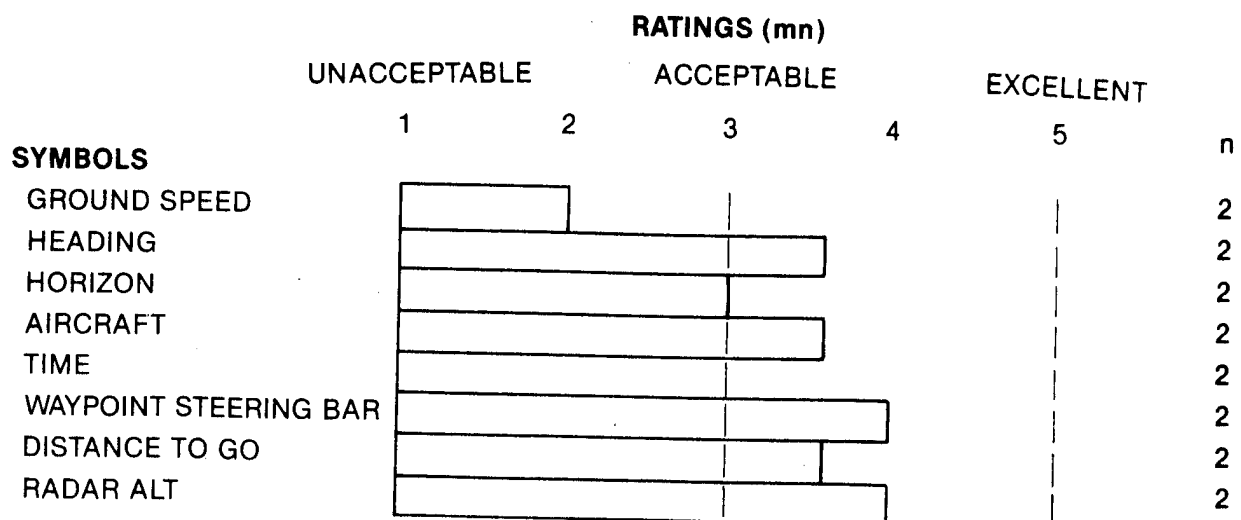 RATINGS (mn)
UNACCEPTABLE ACCEPTABLE EXCELLENT
1 2 3 4 5 n
SYMBOLS
GROUND SPEED 2
HEADING 2
HORIZON 2
AIRCRAFT 2
TIME 2
WAYPOINT STEERING BAR 2
DISTANCE TO GO 2
RADAR ALT 2